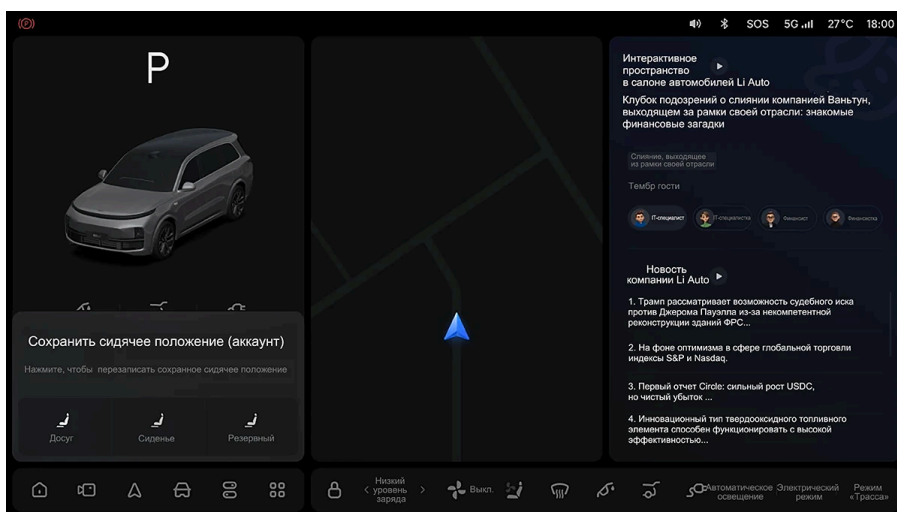 (P)
SOS 5G 27°C 18:00
P
Интерактивное
пространство
в салоне автомобилей Li Auto
Клубок подозрений о слиянии компанией Ваньтун,
выходящем за рамки своей отрасли: знакомые
финансовые загадки
Слияние, выходящее
из рамки своей отрасли
Тембр гости
IT-специалист
IT-специалистка
Финансист
Финансистка
Новость
компании Li Auto
1. Трамп рассматривает возможность судебного иска
против Джерома Пауэлла из-за некомпетентной
реконструкции зданий ФРС...
2. На фоне оптимизма в сфере глобальной торговли
индексы S&P и Nasdaq.
3. Первый отчет Circle: сильный рост USDC,
но чистый убыток ...
4. Инновационный тип твердооксидного топливного
элемента способен функционировать с высокой
эффективностью...
Сохранить сидячее положение (аккаунт)
Нажмите, чтобы перезаписать сохранное сидячее положение
Досуг
Сиденье
Резервный
Низкий
уровень
заряда
Выкл.
Автоматическое
освещение
Электрический
режим
Режим
«Трасса»